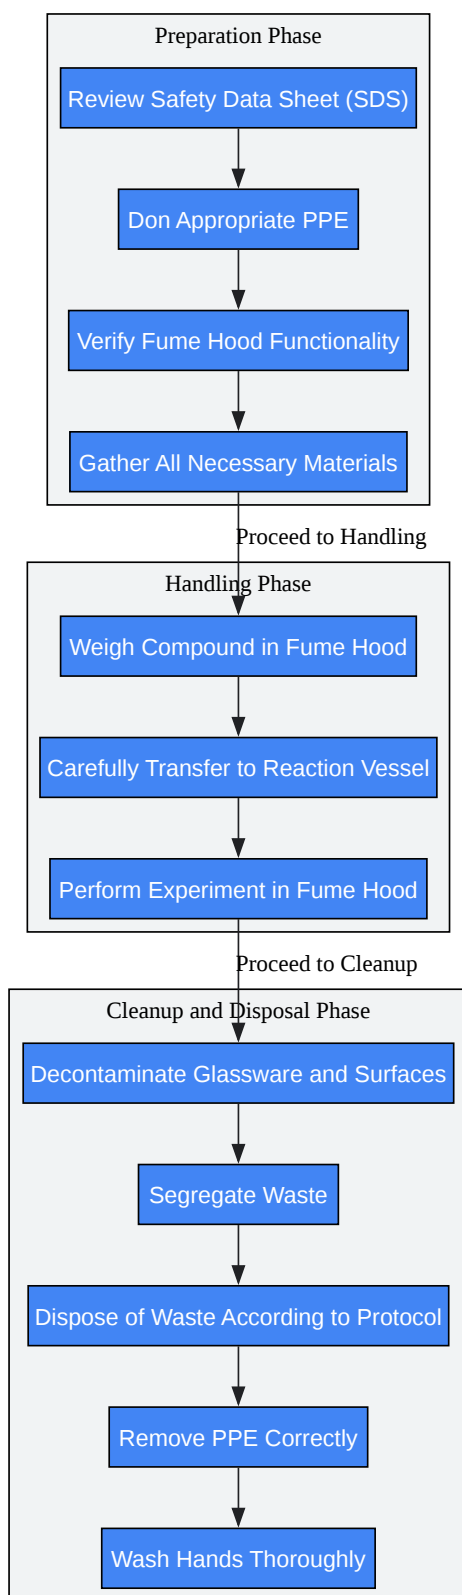 Preparation Phase
Review Safety Data Sheet (SDS)
Don Appropriate PPE
Verify Fume Hood Functionality
Gather All Necessary Materials
Proceed to Handling
Handling Phase
Weigh Compound in Fume Hood
Carefully Transfer to Reaction Vessel
Perform Experiment in Fume Hood
Proceed to Cleanup
Cleanup and Disposal Phase
Decontaminate Glassware and Surfaces
Segregate Waste
Dispose of Waste According to Protocol
Remove PPE Correctly
Wash Hands Thoroughly